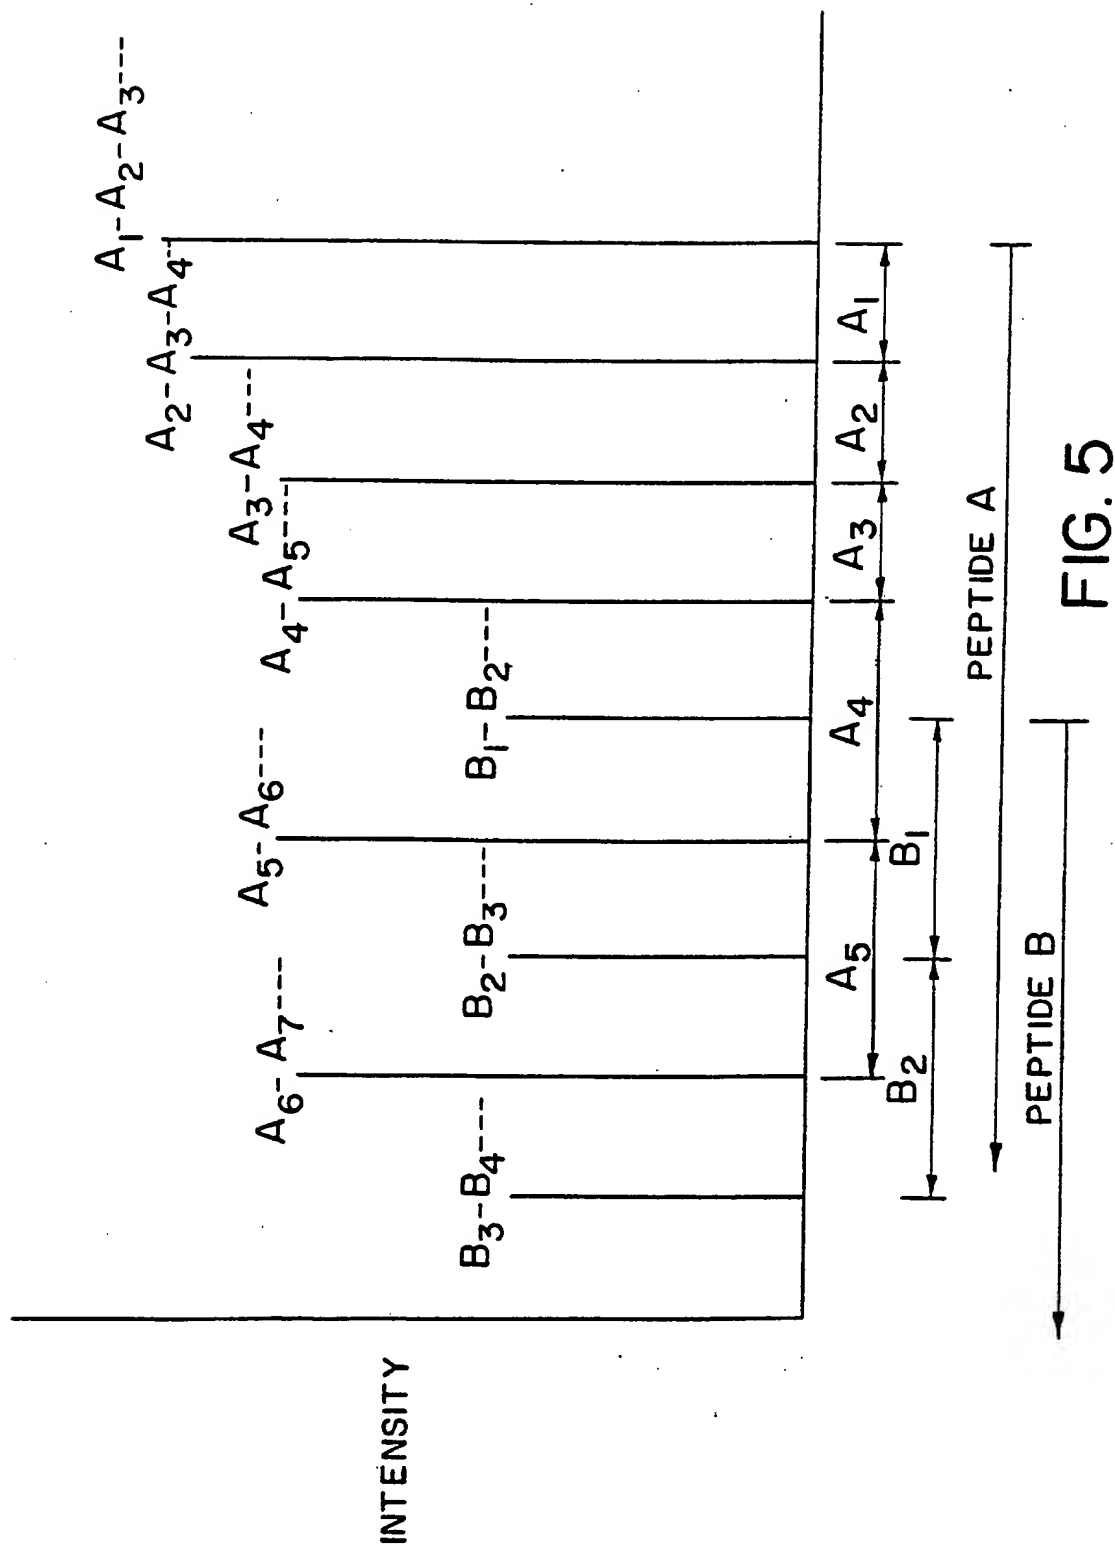 INTENSITY
A1-A2-A3----
A2-A3-A4--
A3-A4----
A4-A5----
A5-A6----
A6-A7----
B1-B2----
B2-B3----
B3-B4----
A5
A4
A3
A2
A1
B2
B1
PEPTIDE A
PEPTIDE B
FIG. 5